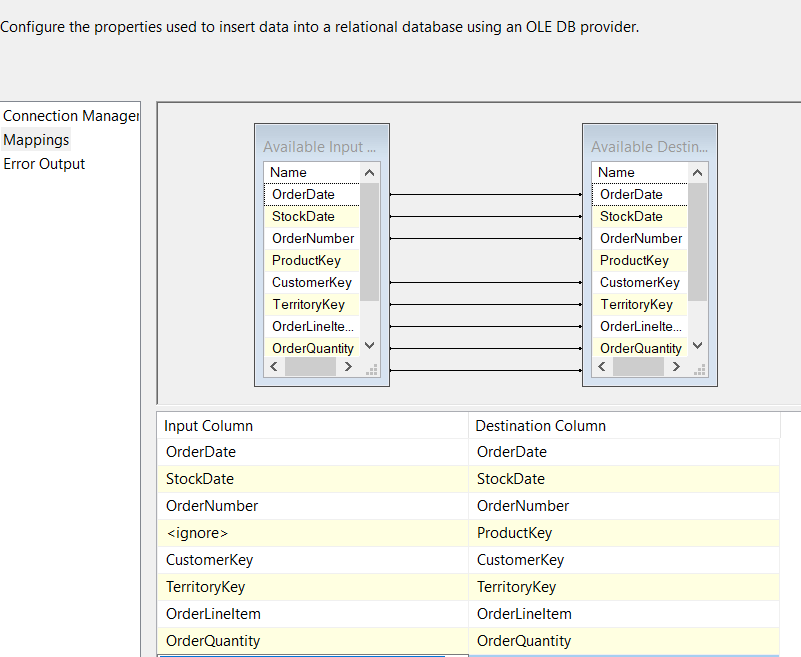 Configure the properties used to insert data into a relational database using an OLE DB provider.
Connection Manager
Mappings
Error Output
Available Input ...
Name
OrderDate
StockDate
OrderNumber
ProductKey
CustomerKey
TerritoryKey
OrderLineIte...
OrderQuantity
Available Destin...
Name
OrderDate
StockDate
OrderNumber
ProductKey
CustomerKey
TerritoryKey
OrderLineIte...
OrderQuantity
Input Column Destination Column
OrderDate OrderDate
StockDate StockDate
OrderNumber OrderNumber
<ignore> ProductKey
CustomerKey CustomerKey
TerritoryKey TerritoryKey
OrderLineItem OrderLineItem
OrderQuantity OrderQuantity